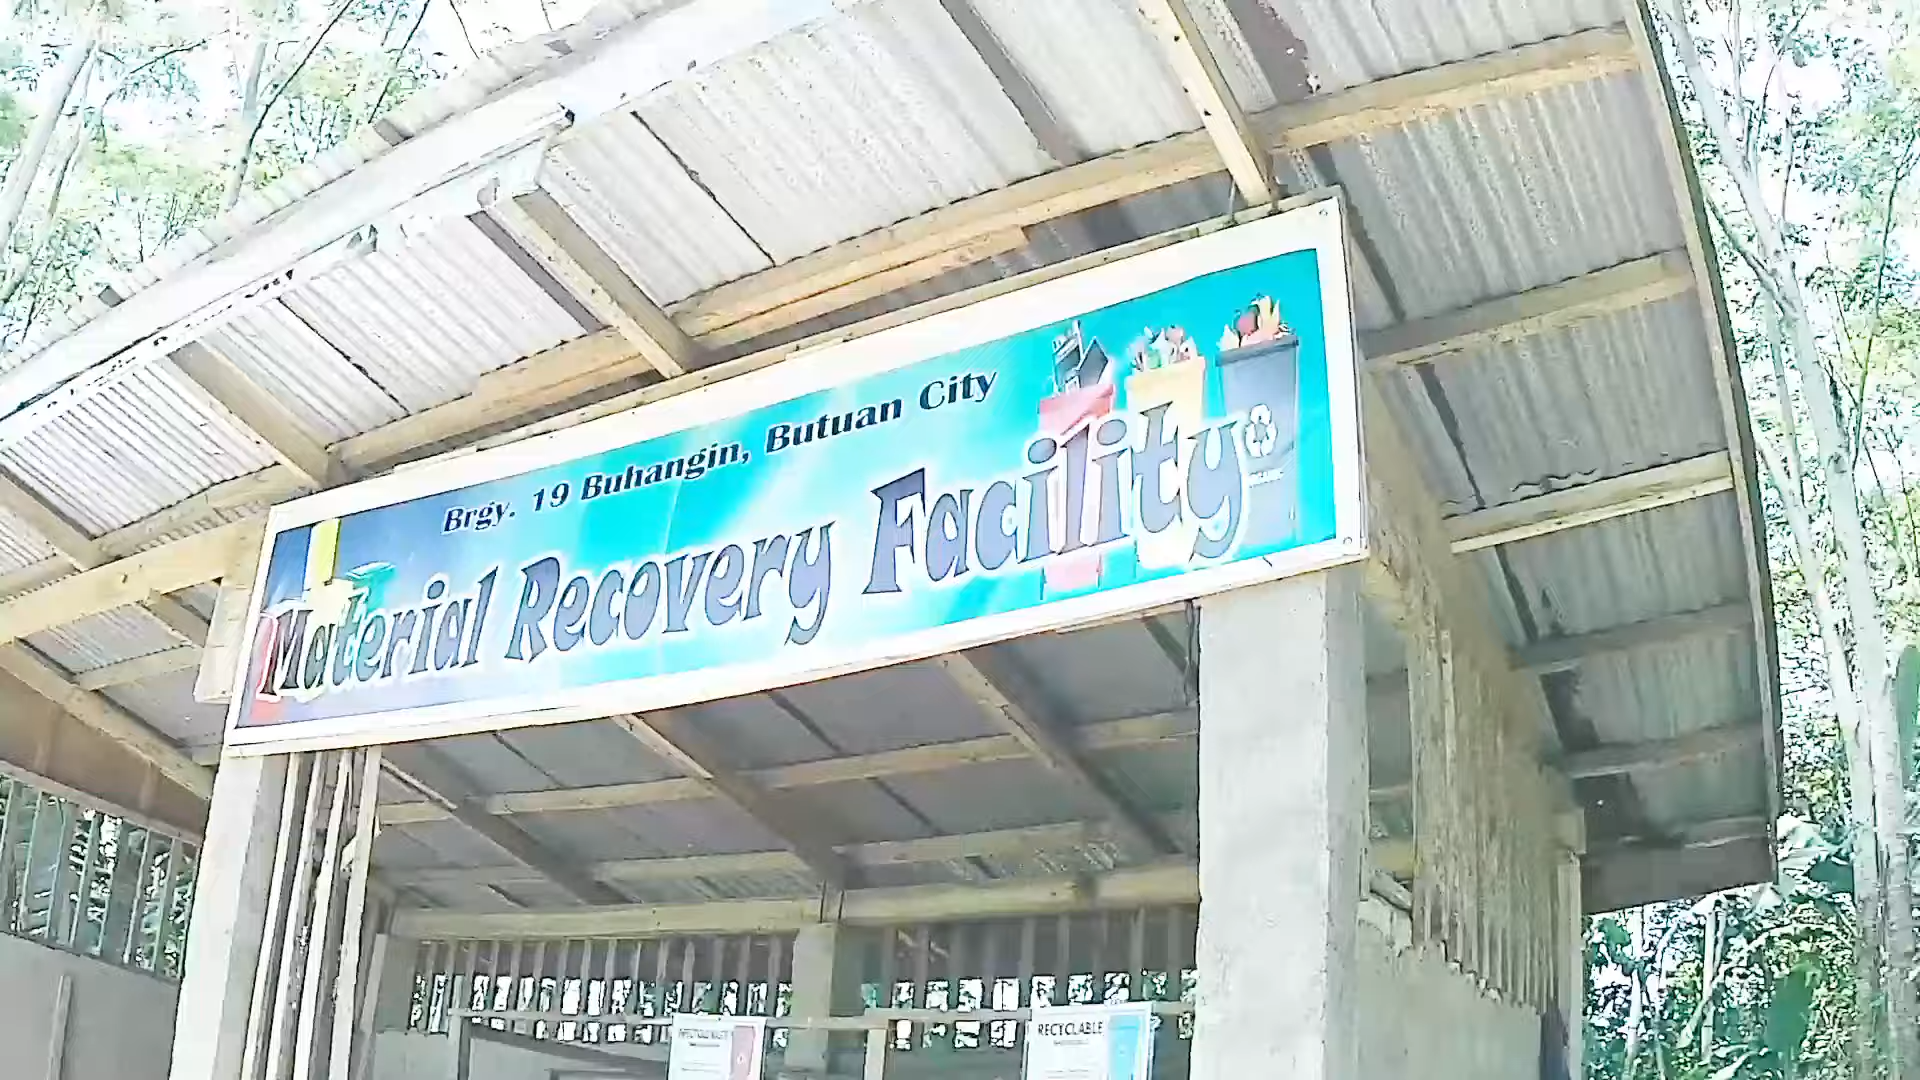 Brgy. 19 Buhangin, Butuan City
Material Recovery Facility
RECYCLABLE